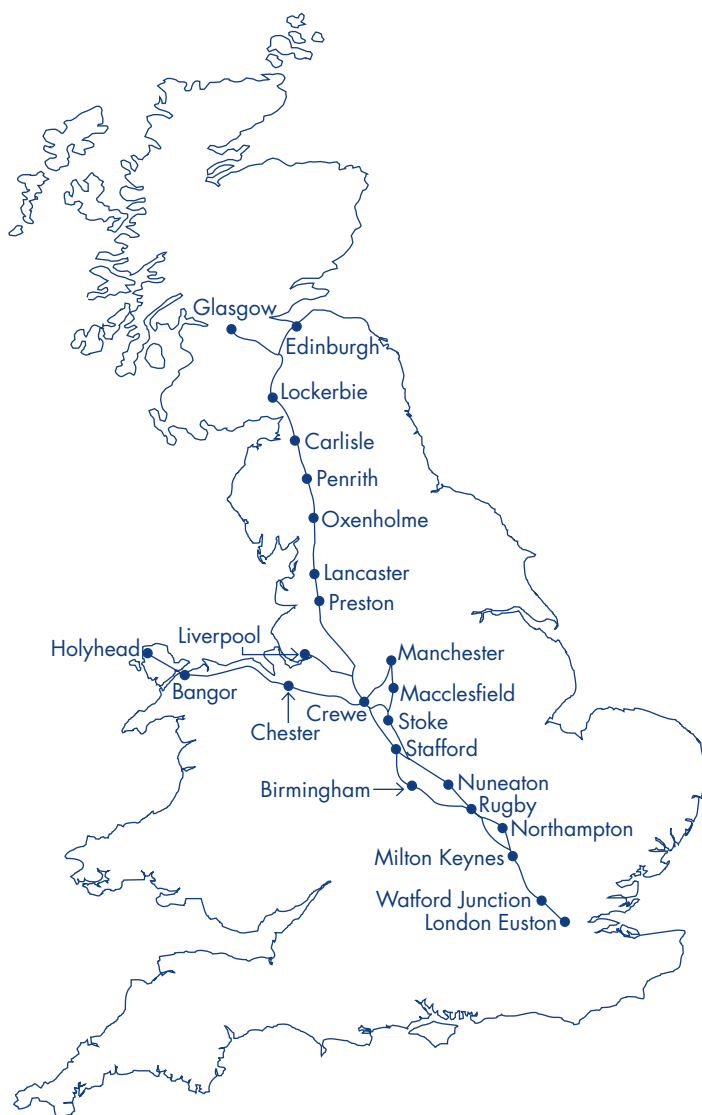 Glasgow
Edinburgh
Lockerbie
Carlisle
Penrith
Oxenholme
Lancaster
Preston
Liverpool
Holyhead
Manchester
Bangor
Macclesfield
Crewe
Stoke
Chester
Stafford
Nuneaton
Birmingham
Rugby
Northampton
Milton Keynes
Watford Junction
London Euston